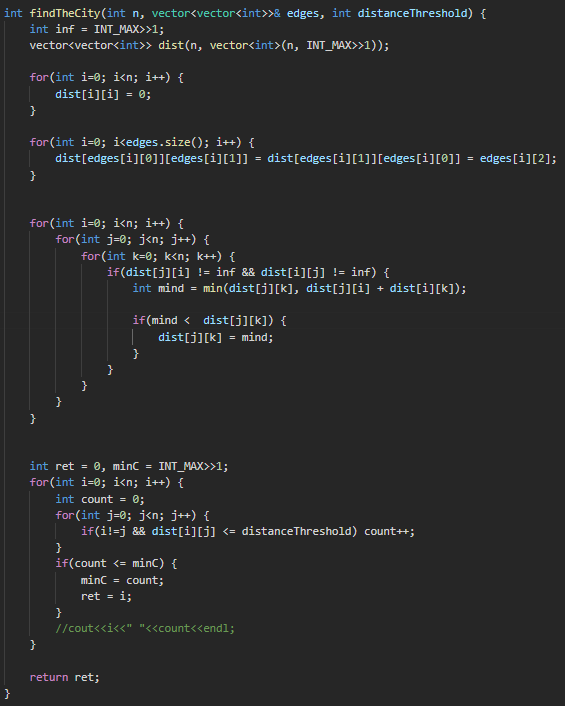 int findTheCity(int n, vector<vector<int>>& edges, int distanceThreshold) {
    int inf = INT_MAX>>1;
    vector<vector<int>> dist(n, vector<int>(n, INT_MAX>>1));

    for(int i=0; i<n; i++) {
        dist[i][i] = 0;
    }

    for(int i=0; i<edges.size(); i++) {
        dist[edges[i][0]][edges[i][1]] = dist[edges[i][1]][edges[i][0]] = edges[i][2];
    }


    for(int i=0; i<n; i++) {
        for(int j=0; j<n; j++) {
            for(int k=0; k<n; k++) {
                if(dist[j][i] != inf && dist[i][j] != inf) {
                    int mind = min(dist[j][k], dist[j][i] + dist[i][k]);

                    if(mind <  dist[j][k]) {
                        dist[j][k] = mind;
                    }
                }
            }
        }
    }


    int ret = 0, minC = INT_MAX>>1;
    for(int i=0; i<n; i++) {
        int count = 0;
        for(int j=0; j<n; j++) {
            if(i!=j && dist[i][j] <= distanceThreshold) count++;
        }
        if(count <= minC) {
            minC = count;
            ret = i;
        }
        //cout<<i<<" "<<count<<endl;
    }

    return ret;
}